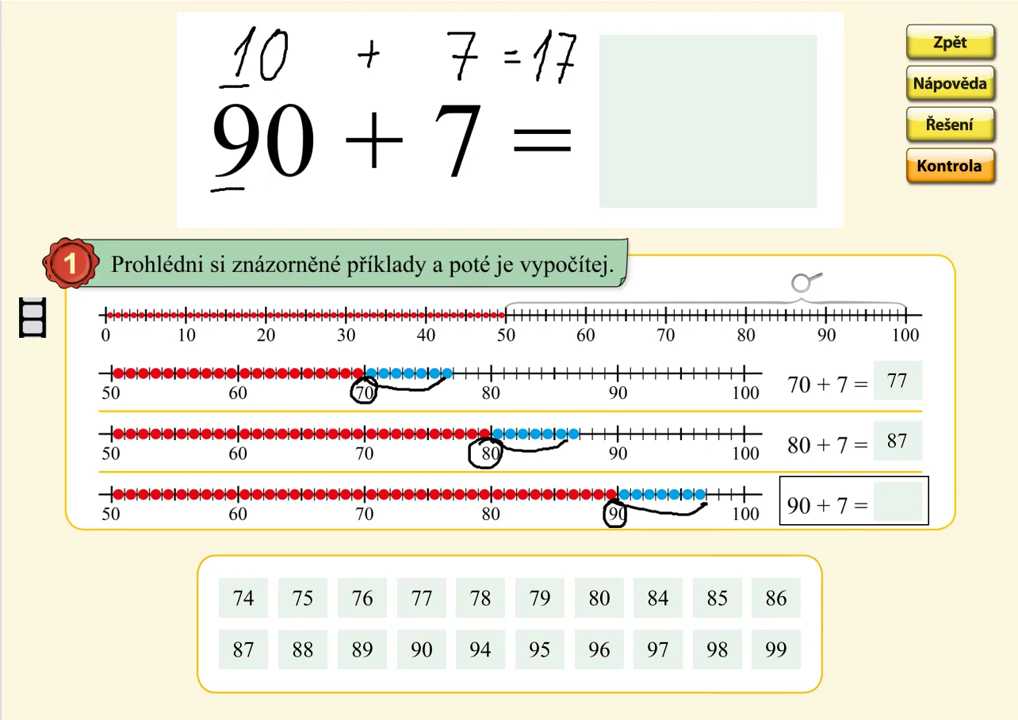 10 + 7 = 17
90 + 7 =
Zpět
Nápověda
Řešení
Kontrola
1 Prohlédni si znázorněné příklady a poté je vypočítej.
0 10 20 30 40 50 60 70 80 90 100
50 60 70 80 90 100 70 + 7 = 77
50 60 70 80 90 100 80 + 7 = 87
50 60 70 80 90 100 90 + 7 =
74 75 76 77 78 79 80 84 85 86
87 88 89 90 94 95 96 97 98 99